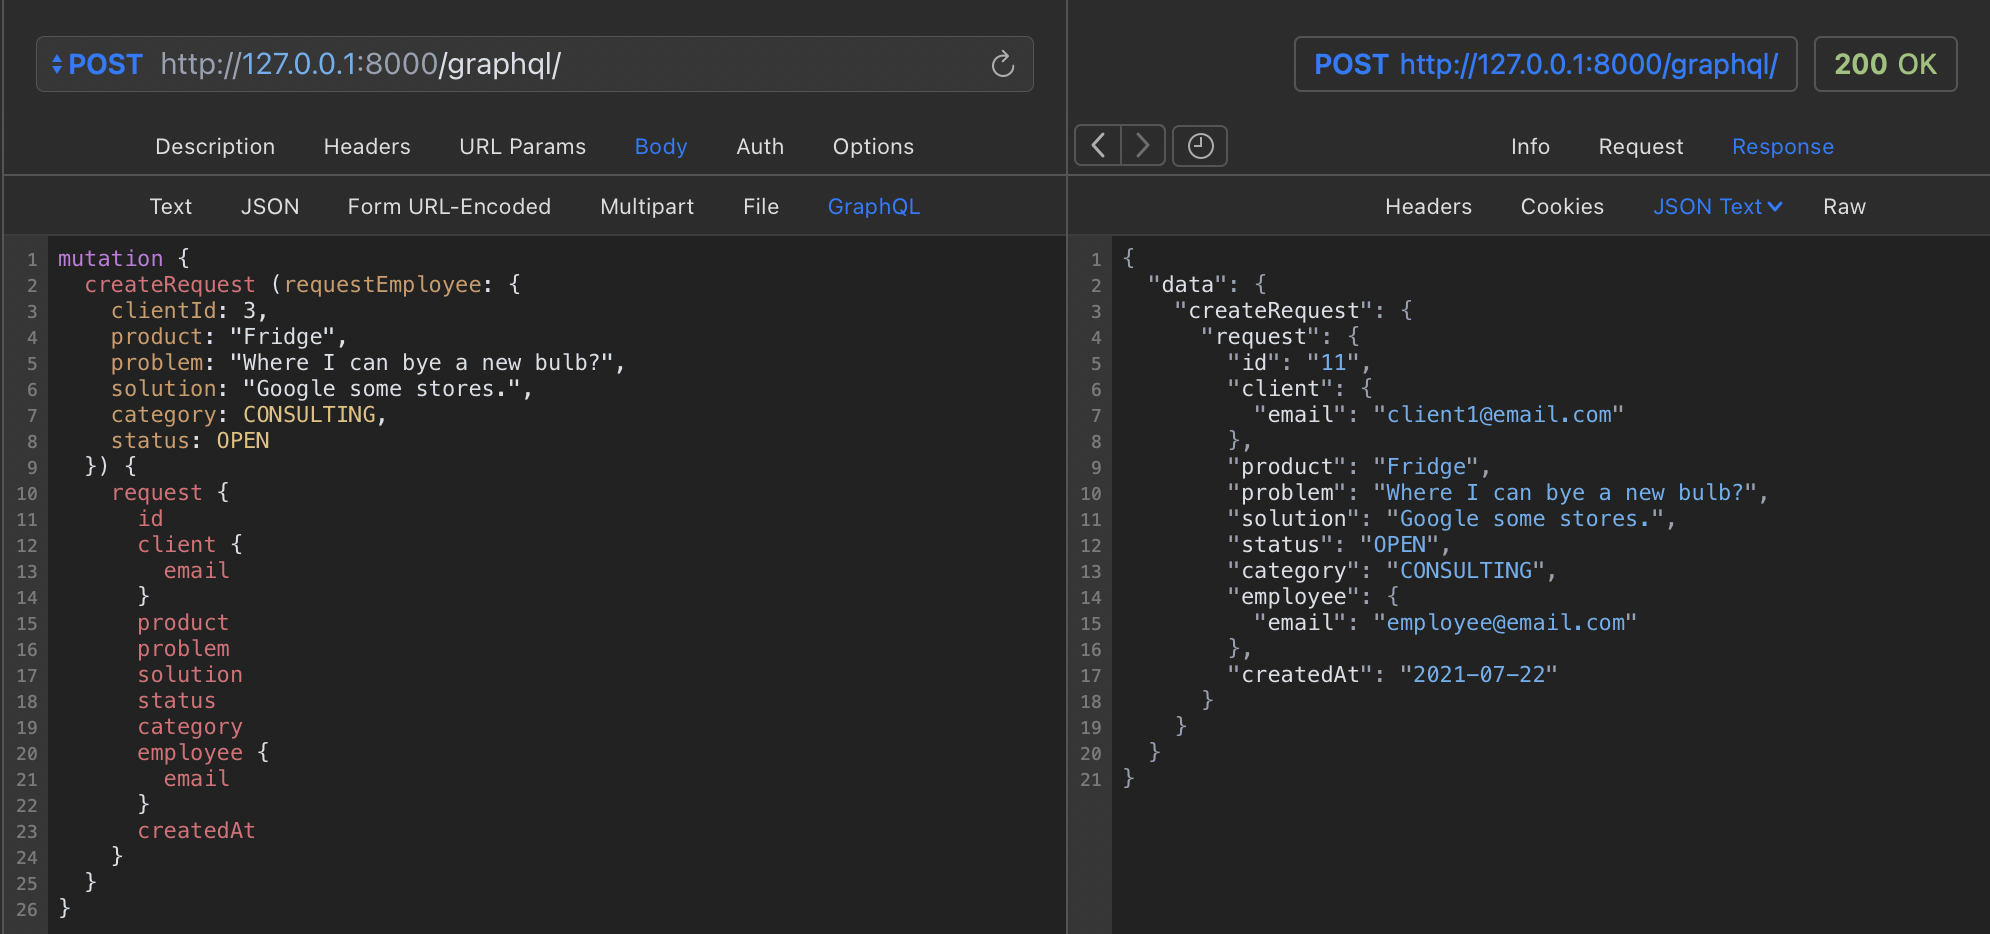 POST http://127.0.0.1:8000/graphql/
Description Headers URL Params Body Auth Options
Text JSON Form URL-Encoded Multipart File GraphQL
1 mutation {
2 createRequest (requestEmployee: {
3 clientId: 3,
4 product: "Fridge",
5 problem: "Where I can bye a new bulb?",
6 solution: "Google some stores.",
7 category: CONSULTING,
8 status: OPEN
9 }) {
10 request {
11 id
12 client {
13 email
14 }
15 product
16 problem
17 solution
18 status
19 category
20 employee {
21 email
22 }
23 createdAt
24 }
25 }
26 }
POST http://127.0.0.1:8000/graphql/ 200 OK
Info Request Response
Headers Cookies JSON Text Raw
1 {
2 "data": {
3 "createRequest": {
4 "request": {
5 "id": "11",
6 "client": {
7 "email": "client1@email.com"
8 },
9 "product": "Fridge",
10 "problem": "Where I can bye a new bulb?",
11 "solution": "Google some stores.",
12 "status": "OPEN",
13 "category": "CONSULTING",
14 "employee": {
15 "email": "employee@email.com"
16 },
17 "createdAt": "2021-07-22"
18 }
19 }
20 }
21 }